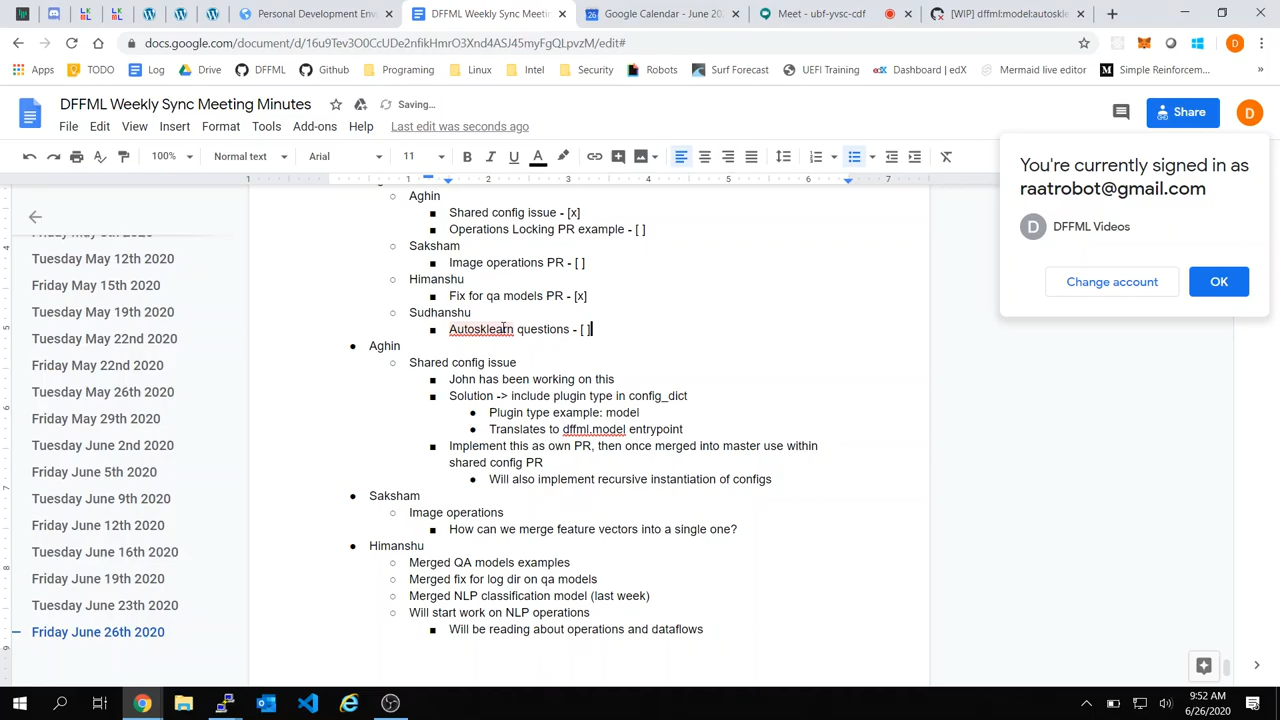 Personal Development Env
DFFML Weekly Sync Meetin
Google Calendar - June 2
Meet - ubf-yvsc-cdf
[WIP] dffml:model:autoskle
docs.google.com/document/d/16u9Tev3O0CcUDe2nfikHmrO3Xnd4ASJ45myFgQLpvzM/edit#
Apps TODO Log Drive DFFML Github Programing Linux Intel Security Robots Surf Forecast UEFI Training Dashboard | edX Mermaid live editor Simple Reinforcem...
DFFML Weekly Sync Meeting Minutes Saving...
File Edit View Insert Format Tools Add-ons Help Last edit was seconds ago
Share
D
100% Normal text Arial 11
You're currently signed in as
raatrobot@gmail.com
D DFFML Videos
Change account OK
Tuesday May 12th 2020
Friday May 15th 2020
Tuesday May 19th 2020
Tuesday May 22nd 2020
Friday May 22nd 2020
Tuesday May 26th 2020
Friday May 29th 2020
Tuesday June 2nd 2020
Friday June 5th 2020
Tuesday June 9th 2020
Friday June 12th 2020
Tuesday June 16th 2020
Friday June 19th 2020
Tuesday June 23rd 2020
Friday June 26th 2020
Aghin
Shared config issue - [x]
Operations Locking PR example - [ ]
Saksham
Image operations PR - [ ]
Himanshu
Fix for qa models PR - [x]
Sudhanshu
Autosklearn questions - [ ]
Aghin
Shared config issue
John has been working on this
Solution -> include plugin type in config_dict
Plugin type example: model
Translates to dffml.model entrypoint
Implement this as own PR, then once merged into master use within
shared config PR
Will also implement recursive instantiation of configs
Saksham
Image operations
How can we merge feature vectors into a single one?
Himanshu
Merged QA models examples
Merged fix for log dir on qa models
Merged NLP classification model (last week)
Will start work on NLP operations
Will be reading about operations and dataflows
9:52 AM
6/26/2020